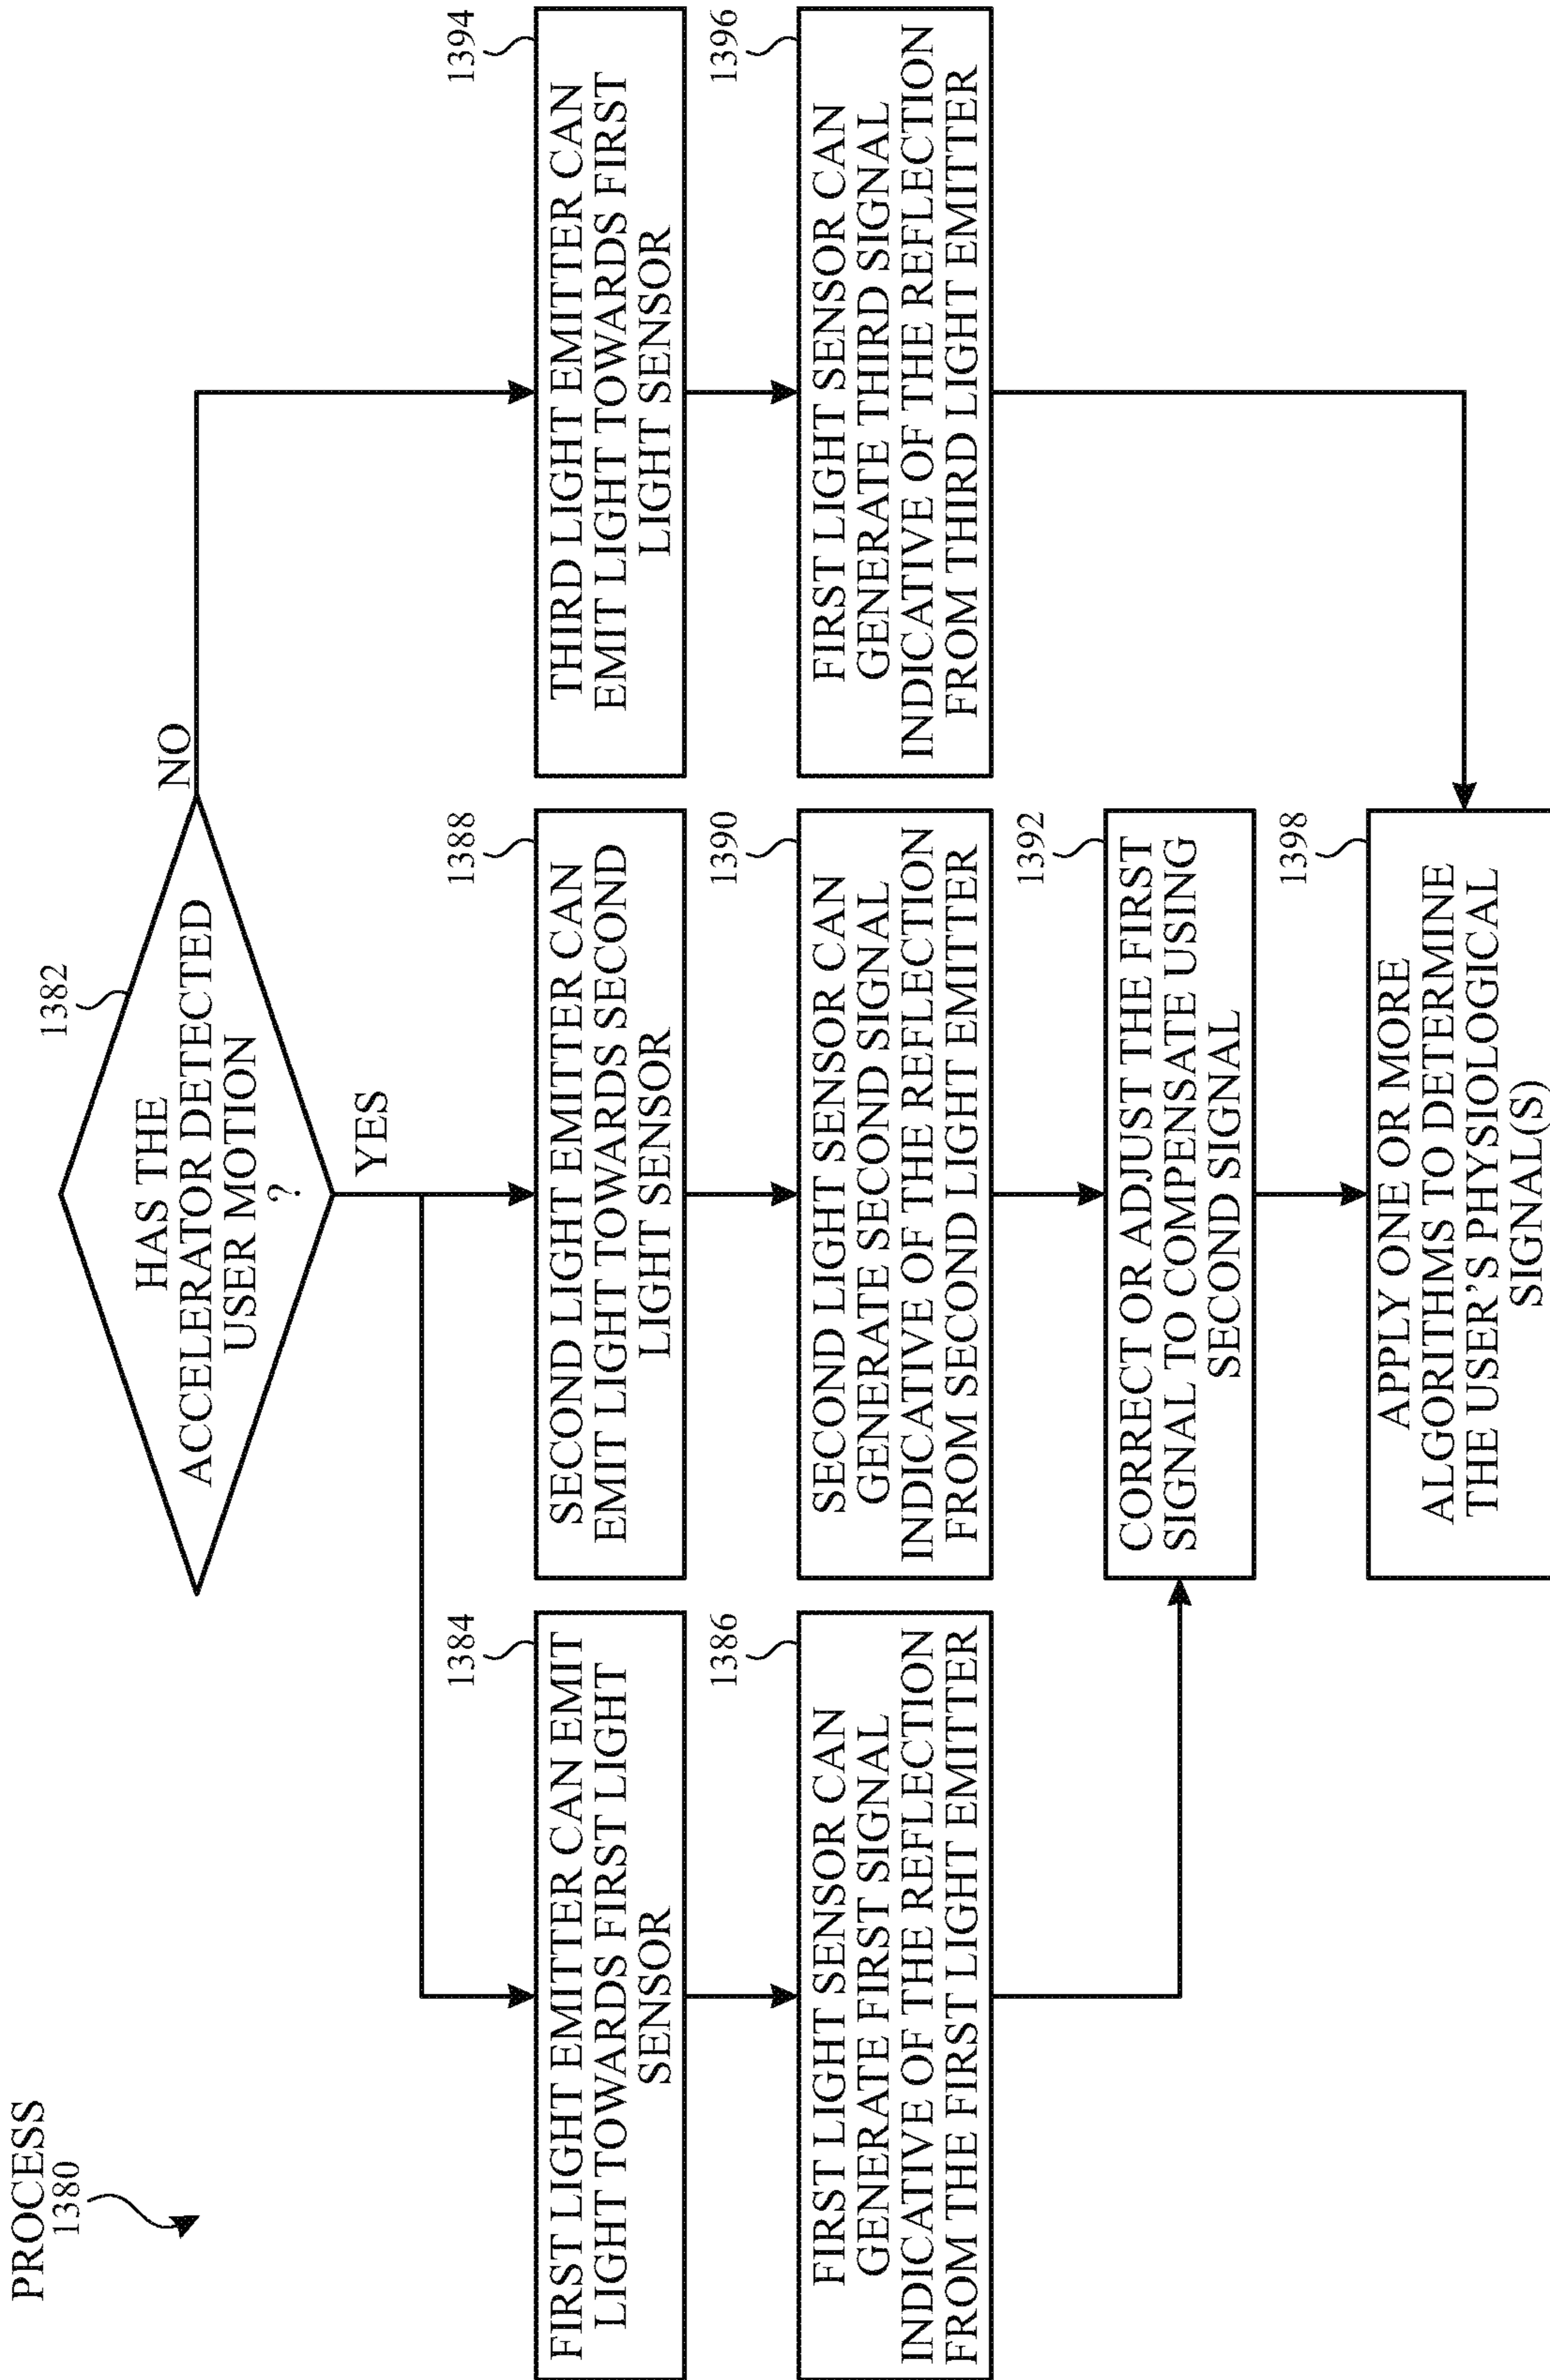 PROCESS
1380
1382
HAS THE
ACCELERATOR DETECTED
USER MOTION
?
NO
YES
1384
FIRST LIGHT EMITTER CAN EMIT
LIGHT TOWARDS FIRST LIGHT
SENSOR
1388
SECOND LIGHT EMITTER CAN
EMIT LIGHT TOWARDS SECOND
LIGHT SENSOR
1394
THIRD LIGHT EMITTER CAN
EMIT LIGHT TOWARDS FIRST
LIGHT SENSOR
1386
FIRST LIGHT SENSOR CAN
GENERATE FIRST SIGNAL
INDICATIVE OF THE REFLECTION
FROM THE FIRST LIGHT EMITTER
1390
SECOND LIGHT SENSOR CAN
GENERATE SECOND SIGNAL
INDICATIVE OF THE REFLECTION
FROM SECOND LIGHT EMITTER
1396
FIRST LIGHT SENSOR CAN
GENERATE THIRD SIGNAL
INDICATIVE OF THE REFLECTION
FROM THIRD LIGHT EMITTER
1392
CORRECT OR ADJUST THE FIRST
SIGNAL TO COMPENSATE USING
SECOND SIGNAL
1398
APPLY ONE OR MORE
ALGORITHMS TO DETERMINE
THE USER'S PHYSIOLOGICAL
SIGNAL(S)